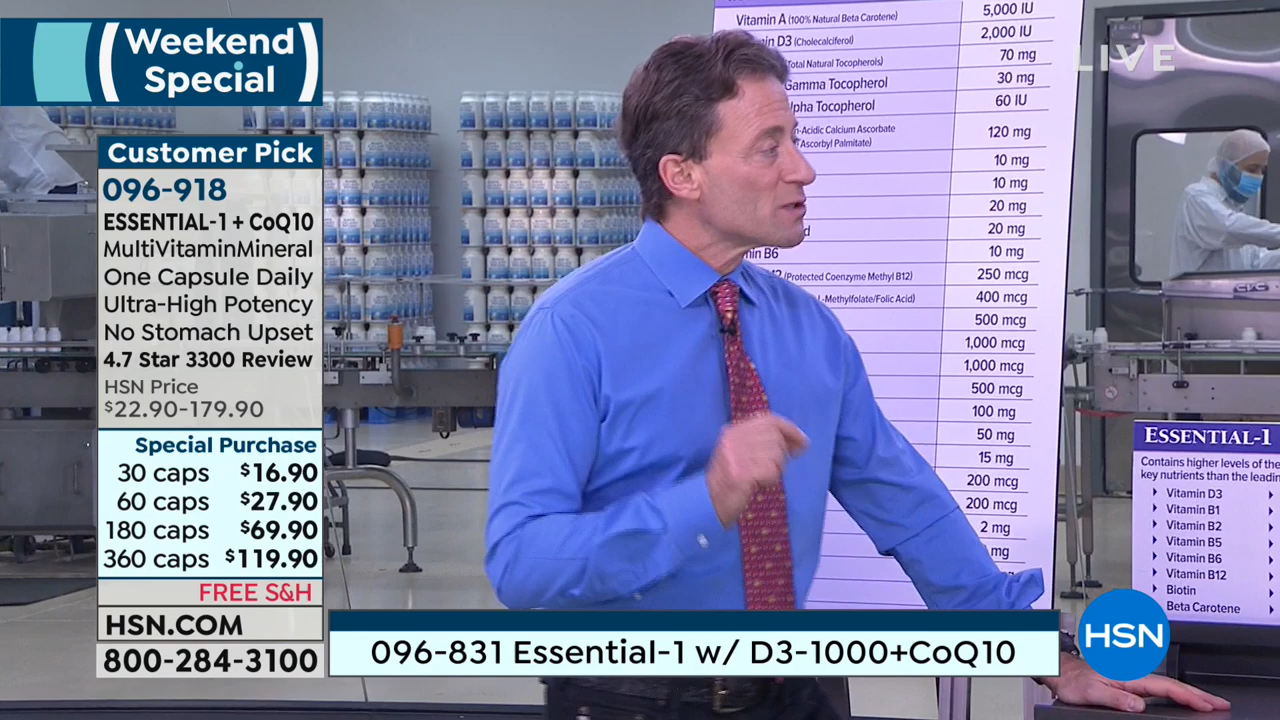 (Weekend
Special)
Customer Pick
096-918
ESSENTIAL-1 + CoQ10
MultiVitaminMineral
One Capsule Daily
Ultra-High Potency
No Stomach Upset
4.7 Star 3300 Review
HSN Price
$22.90-179.90
Special Purchase
30 caps $16.90
60 caps $27.90
180 caps $69.90
360 caps $119.90
FREE S&H
HSN.COM
800-284-3100
096-831 Essential-1 w/ D3-1000+CoQ10
HSN
LIVE
Vitamin A (100% Natural Beta Carotene) 5,000 IU
D3 (Cholecalciferol) 2,000 IU
Total Natural Tocopherols) 70 mg
Gamma Tocopherol 30 mg
Tocopherol 60 IU
Acidic Calcium Ascorbate 120 mg
Ascorbyl Palmitate)
10 mg
10 mg
20 mg
20 mg
B6 10 mg
(Protected Coenzyme Methyl B12) 250 mcg
L-Methylfolate/Folic Acid) 400 mcg
500 mcg
1,000 mcg
1,000 mcg
500 mcg
100 mg
50 mg
15 mg
200 mcg
200 mcg
2 mg
mg
ESSENTIAL-1
Contains higher levels of the
key nutrients than the
Vitamin D3
Vitamin B1
Vitamin B2
Vitamin B5
Vitamin B6
Vitamin B12
Biotin
Beta Carotene